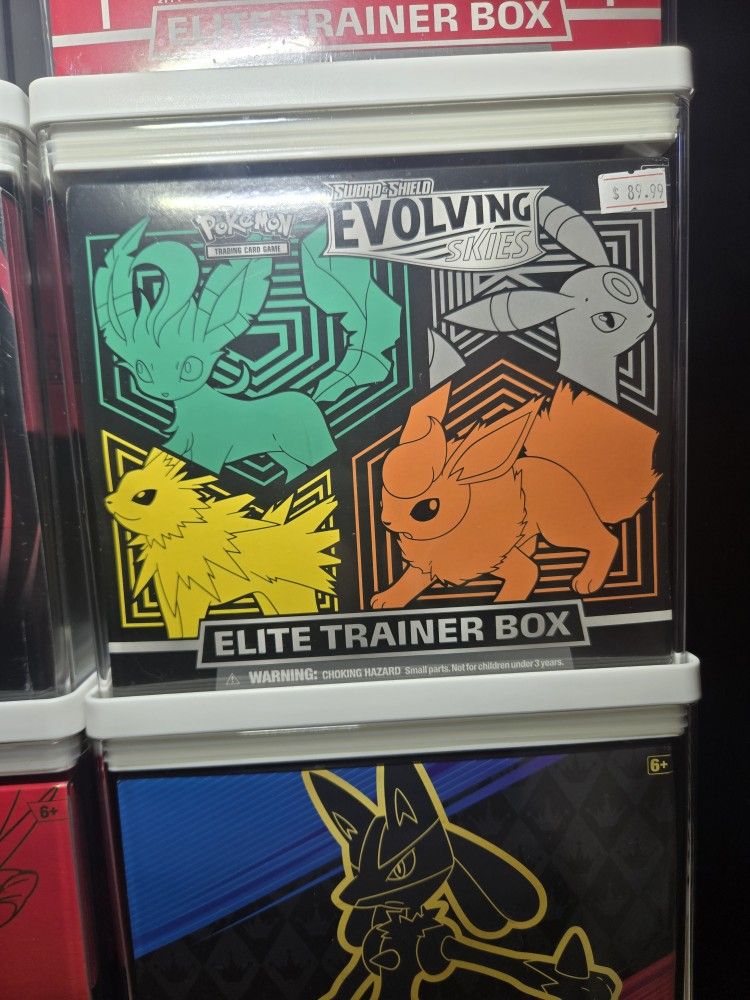 ELITE TRAINER BOX
$ 89.99
SWORD & SHIELD
POKéMON
EVOLVING
TRADING CARD GAME
SKIES
ELITE TRAINER BOX
WARNING: CHOKING HAZARD Small parts. Not for children under 3 years.
6+
6+